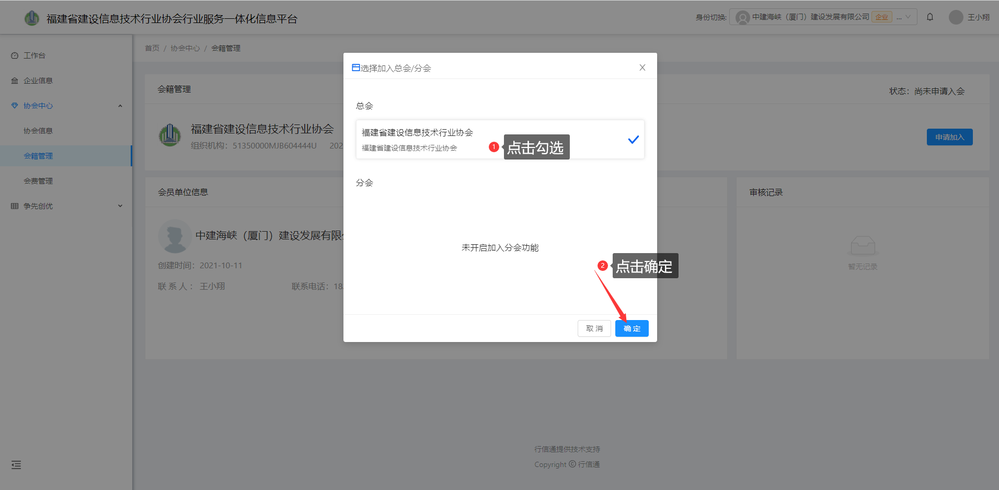 福建省建设信息技术行业协会行业服务一体化信息平台
身份切换:
中建海峡（厦门）建设发展有限公司 企业 ...
王小翔
工作台
企业信息
协会中心
协会信息
会籍管理
会费管理
争先创优
首页 / 协会中心 / 会籍管理
会籍管理
状态：尚未申请入会
福建省建设信息技术行业协会
组织机构：51350000MJB604444U 202
申请加入
会员单位信息
中建海峡（厦门）建设发展有限
创建时间：2021-10-11
联 系 人 ： 王小翔
联系电话：18
审核记录
暂无记录
选择加入总会/分会
总会
福建省建设信息技术行业协会
福建省建设信息技术行业协会
1 点击勾选
分会
未开启加入分会功能
2 点击确定
取 消
确 定
行信通提供技术支持
Copyright © 行信通